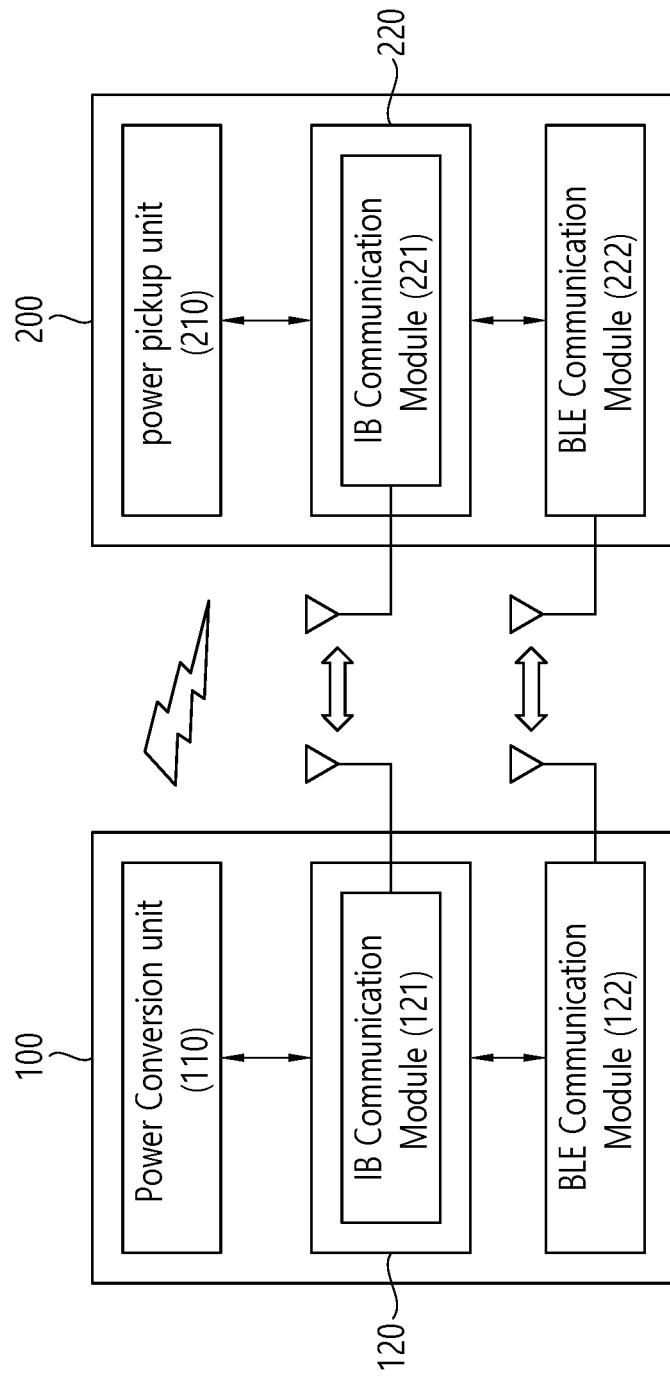 100
Power Conversion unit
(110)
120
IB Communication
Module (121)
BLE Communication
Module (122)
200
power pickup unit
(210)
220
IB Communication
Module (221)
BLE Communication
Module (222)